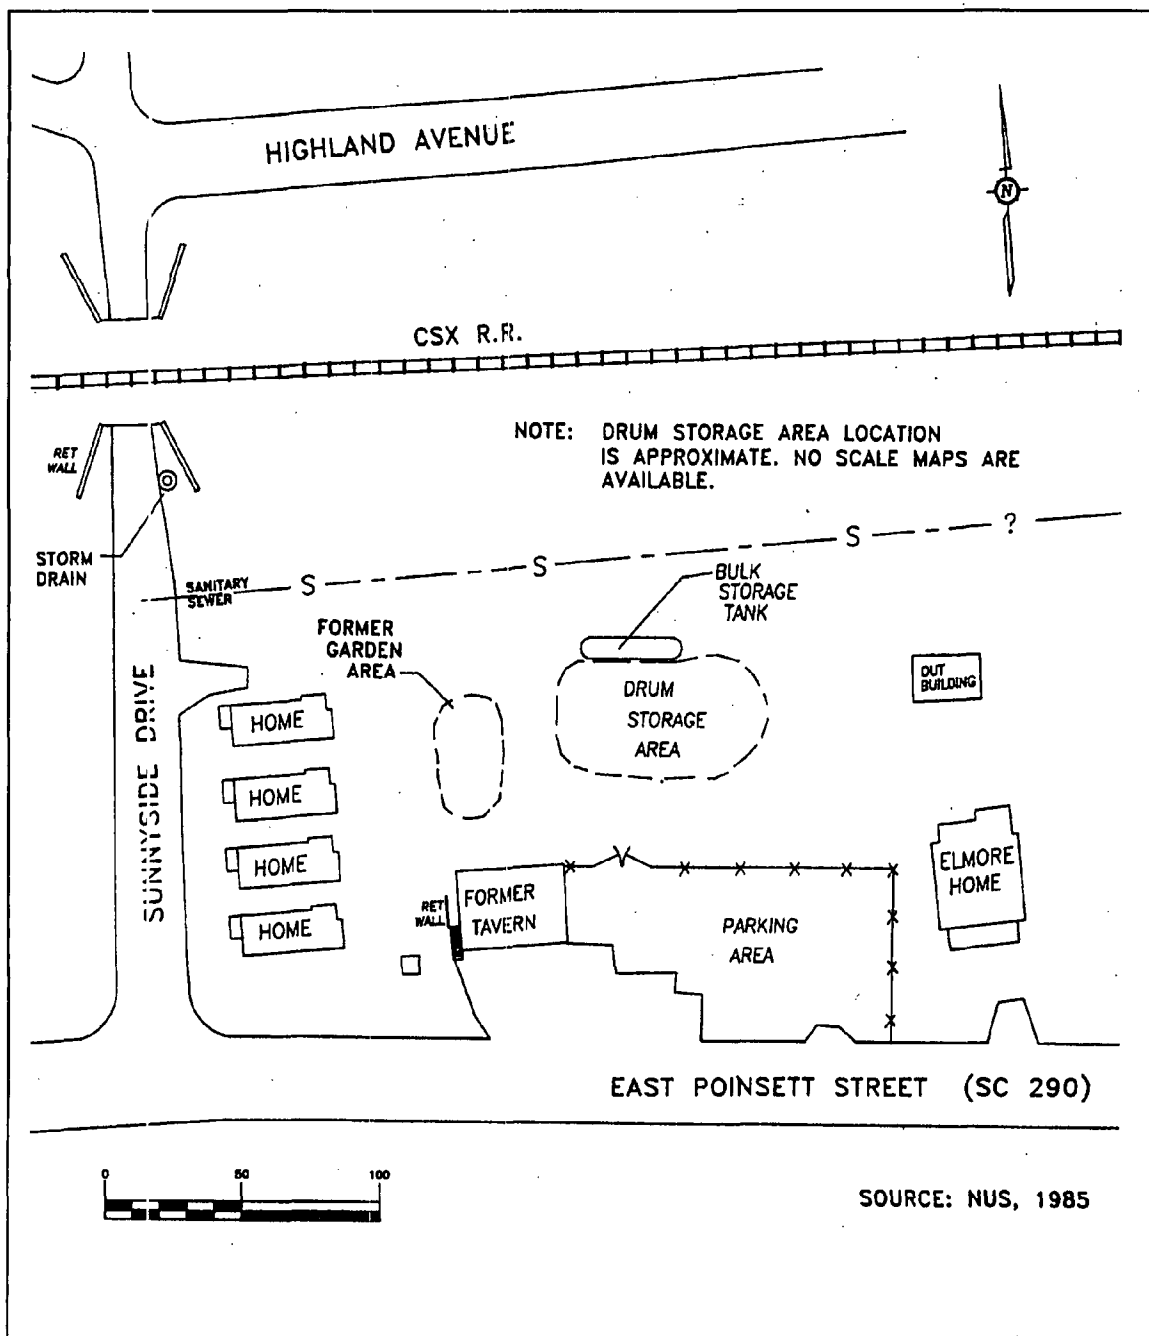 HIGHLAND AVENUE
N
CSX R.R.
NOTE: DRUM STORAGE AREA LOCATION
IS APPROXIMATE. NO SCALE MAPS ARE
AVAILABLE.
RET
WALL
STORM
DRAIN
SANITARY
SEWER
S
S
S
?
BULK
STORAGE
TANK
FORMER
GARDEN
AREA
DRUM
STORAGE
AREA
OUT
BUILDING
SUNNYSIDE DRIVE
HOME
HOME
HOME
HOME
RET
WALL
FORMER
TAVERN
PARKING
AREA
ELMORE
HOME
EAST POINSETT STREET (SC 290)
0 50 100
SOURCE: NUS, 1985